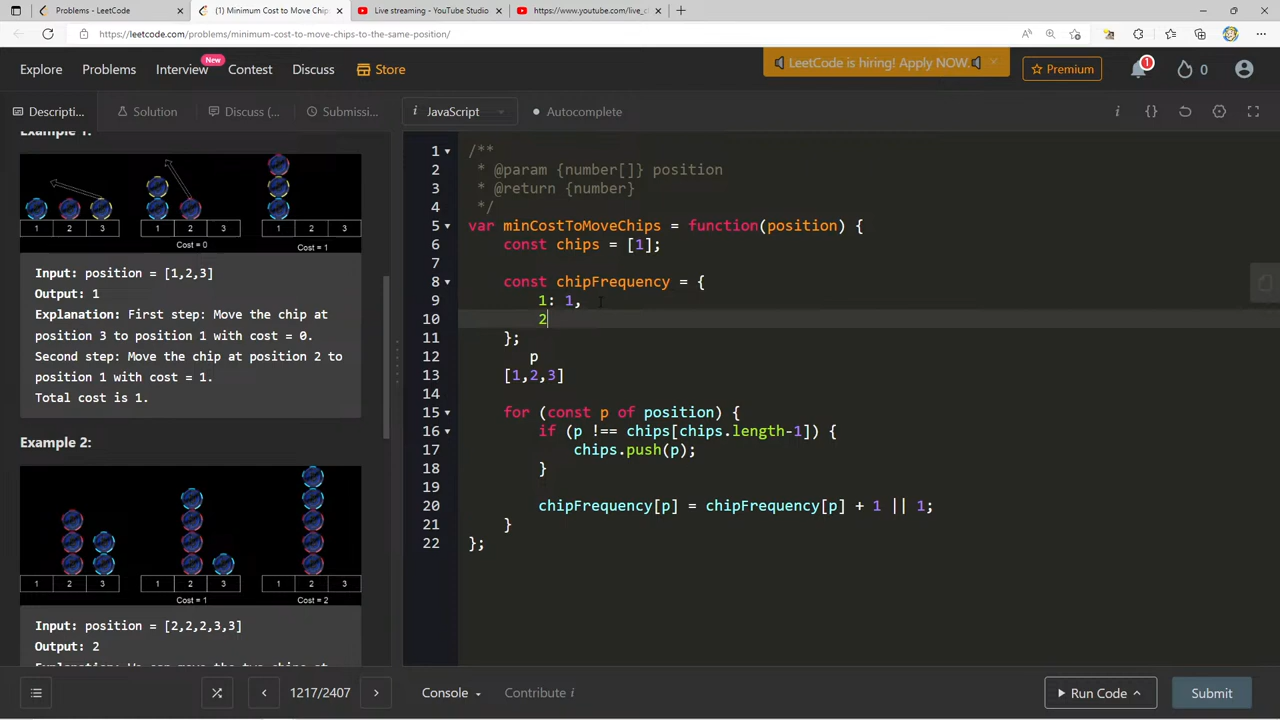 Problems - LeetCode
(1) Minimum Cost to Move Chip
Live streaming - YouTube Studio
https://www.youtube.com/live_c
https://leetcode.com/problems/minimum-cost-to-move-chips-to-the-same-position/
LeetCode is hiring! Apply NOW.
Explore
Problems
Interview
New
Contest
Discuss
Store
Premium
1
0
Descripti...
Solution
Discuss (...
Submissi...
i JavaScript
Autocomplete
Example 1:
1 2 3
1 2 3
1 2 3
Cost = 0
Cost = 1
Input: position = [1,2,3]
Output: 1
Explanation: First step: Move the chip at
position 3 to position 1 with cost = 0.
Second step: Move the chip at position 2 to
position 1 with cost = 1.
Total cost is 1.
Example 2:
1 2 3
1 2 3
1 2 3
Cost = 1
Cost = 2
Input: position = [2,2,2,3,3]
Output: 2
1 /**
2 * @param {number[]} position
3 * @return {number}
4 */
5 var minCostToMoveChips = function(position) {
6 const chips = [1];
7
8 const chipFrequency = {
9 1: 1,
10 2
11 };
12 p
13 [1,2,3]
14
15 for (const p of position) {
16 if (p !== chips[chips.length-1]) {
17 chips.push(p);
18 }
19
20 chipFrequency[p] = chipFrequency[p] + 1 || 1;
21 }
22 };
1217/2407
Console
Contribute i
Run Code
Submit